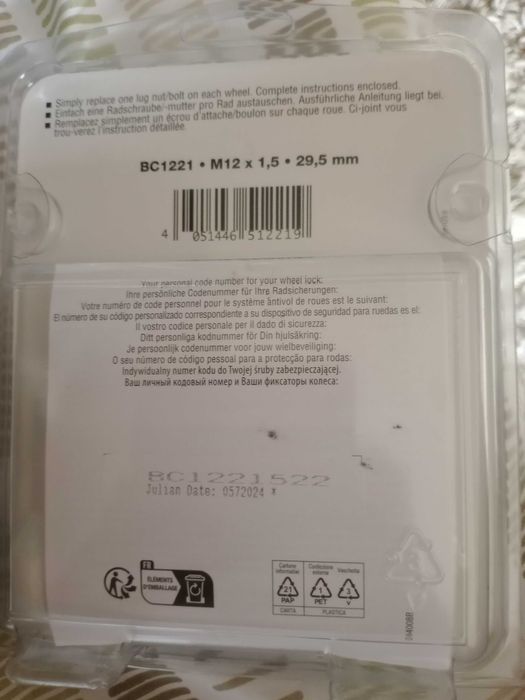 ■ Simply replace one lug nut/bolt on each wheel. Complete instructions enclosed.
■ Einfach eine Radschraube/-mutter pro Rad austauschen. Ausführliche Anleitung liegt bei.
■ Remplacez simplement un écrou d'attache/boulon sur chaque roue. Ci-joint vous
trou-verez l'instruction détaillée
BC1221 • M12 x 1,5 • 29,5 mm
4 051446 512219
Your personal code number for your wheel lock:
Ihre persönliche Codenummer für Ihre Radsicherungen:
Votre numéro de code personnel pour le système àntivol de roues est le suivant:
El número de su código personalizado correspondiente a su dispositivo de seguridad para ruedas es el:
Il vostro codice personale per il dado di sicurezza:
Ditt personliga kodnummer för Din hjulsäkring:
Je persoonlijk codenummer voor jouw wielbeveiliging:
O seu número de código pessoal para a protecção para rodas:
Indywidualny numer kodu do Twojej śruby zabezpieczającej.
Ваш личный кодовый номер и Ваши фиксаторы колеса:
BC1221522
Julian Date: 0572024 *
FR
ÉLÉMENTS
D'EMBALLAGE
Cartone
informativo
Confezione
esterna
Vaschetta
21
PAP
1
PET
3
V
CARTA
PLASTICA